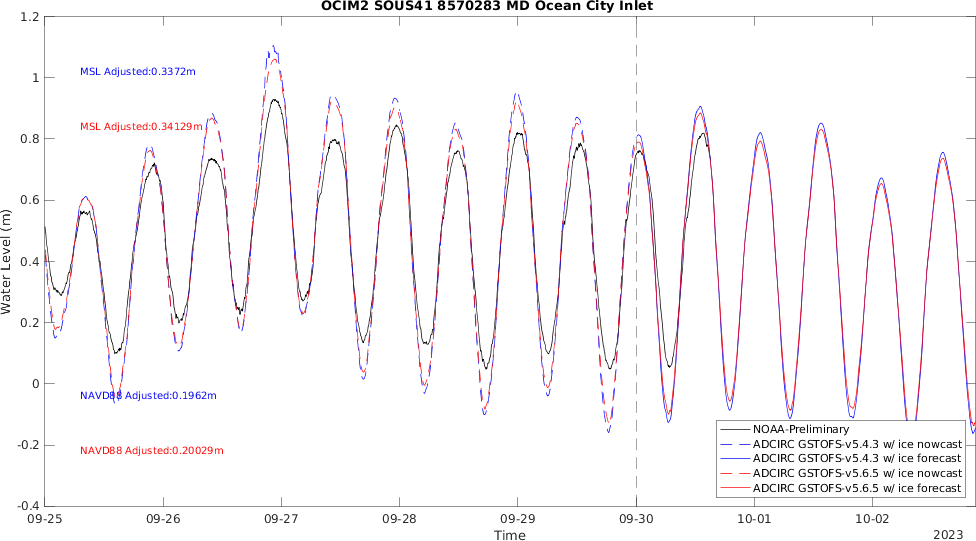 OCIM2 SOUS41 8570283 MD Ocean City Inlet
1.2
1
0.8
0.6
0.4
0.2
0
-0.2
-0.4
Water Level (m)
MSL Adjusted:0.3372m
MSL Adjusted:0.34129m
NAVD88 Adjusted:0.1962m
NAVD88 Adjusted:0.20029m
NOAA-Preliminary
ADCIRC GSTOFS-v5.4.3 w/ ice nowcast
ADCIRC GSTOFS-v5.4.3 w/ ice forecast
ADCIRC GSTOFS-v5.6.5 w/ ice nowcast
ADCIRC GSTOFS-v5.6.5 w/ ice forecast
09-25 09-26 09-27 09-28 09-29 09-30 10-01 10-02
Time
2023